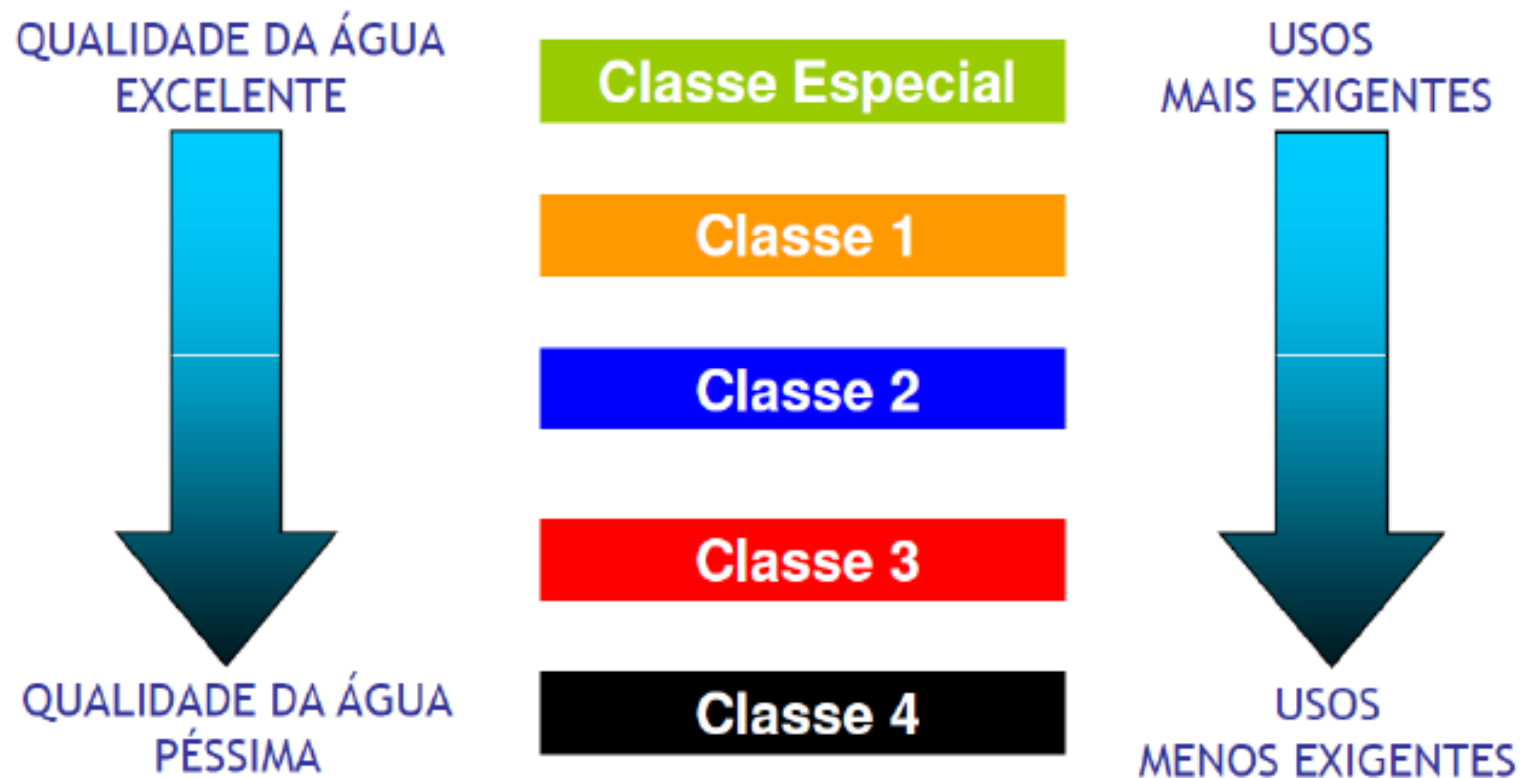 QUALIDADE DA ÁGUA
EXCELENTE
Classe Especial
USOS
MAIS EXIGENTES
Classe 1
Classe 2
Classe 3
QUALIDADE DA ÁGUA
PÉSSIMA
Classe 4
USOS
MENOS EXIGENTES